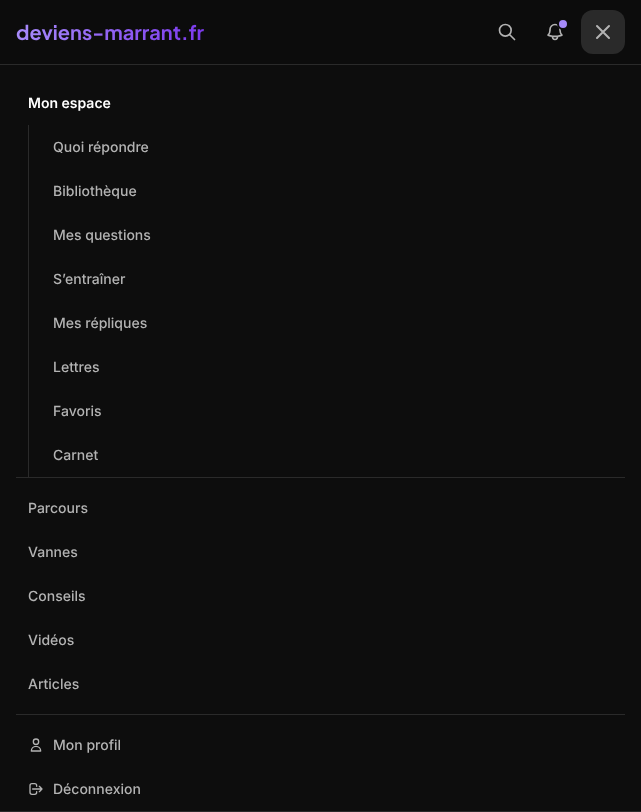 deviens-marrant.fr
Mon espace
Quoi répondre
Bibliothèque
Mes questions
S’entraîner
Mes répliques
Lettres
Favoris
Carnet
Parcours
Vannes
Conseils
Vidéos
Articles
Mon profil
Déconnexion